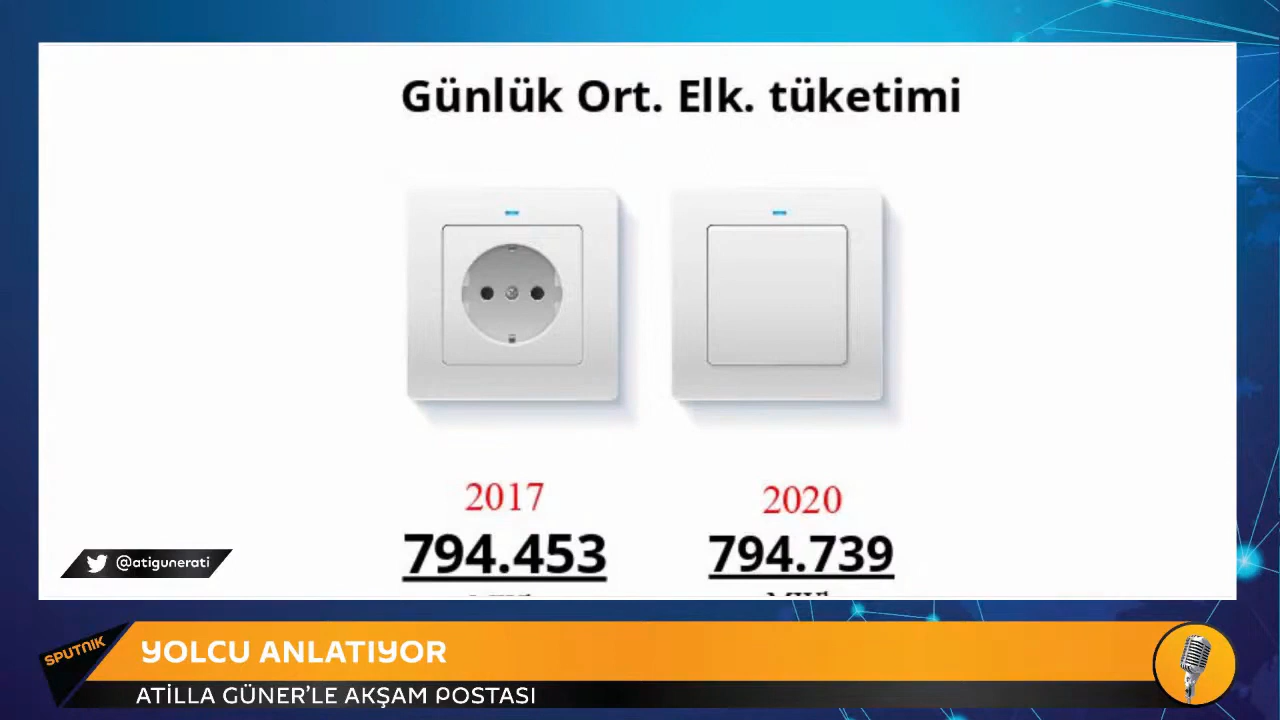 Günlük Ort. Elk. tüketimi
2017
2020
794.453
794.739
@atigunerati
SPUTNİK
YOLCU ANLATIYOR
ATİLLA GÜNER'LE AKŞAM POSTASI